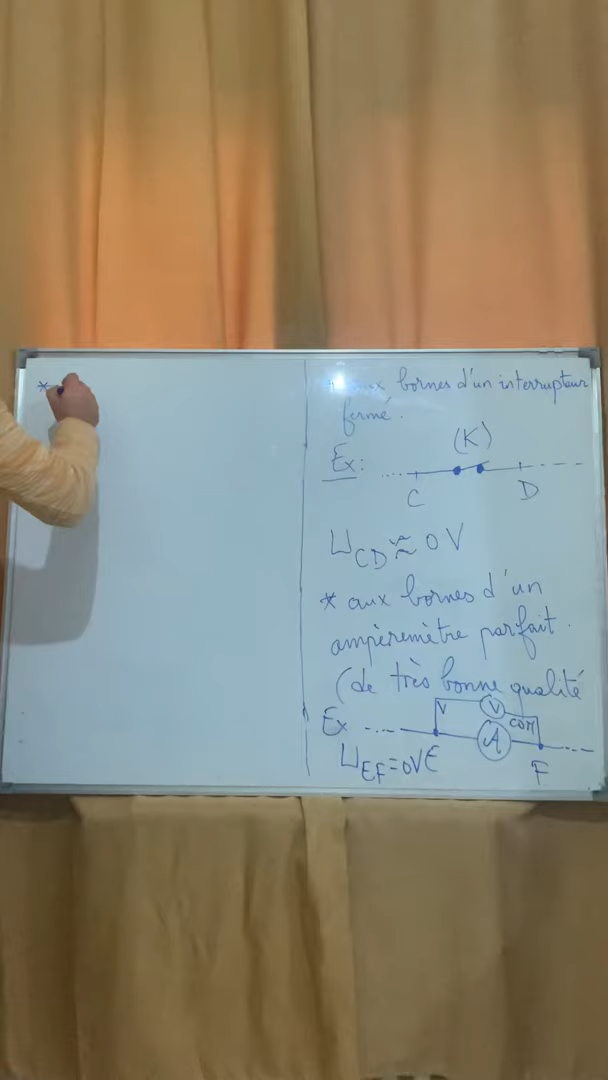 *
* aux bornes d'un interrupteur
fermé.
(K)
Ex:
C
D
UCD ≈ 0 V
* aux bornes d'un
ampèremètre parfait.
(de très bonne qualité
V
V
COM
Ex
A
UEF=0V
E
F